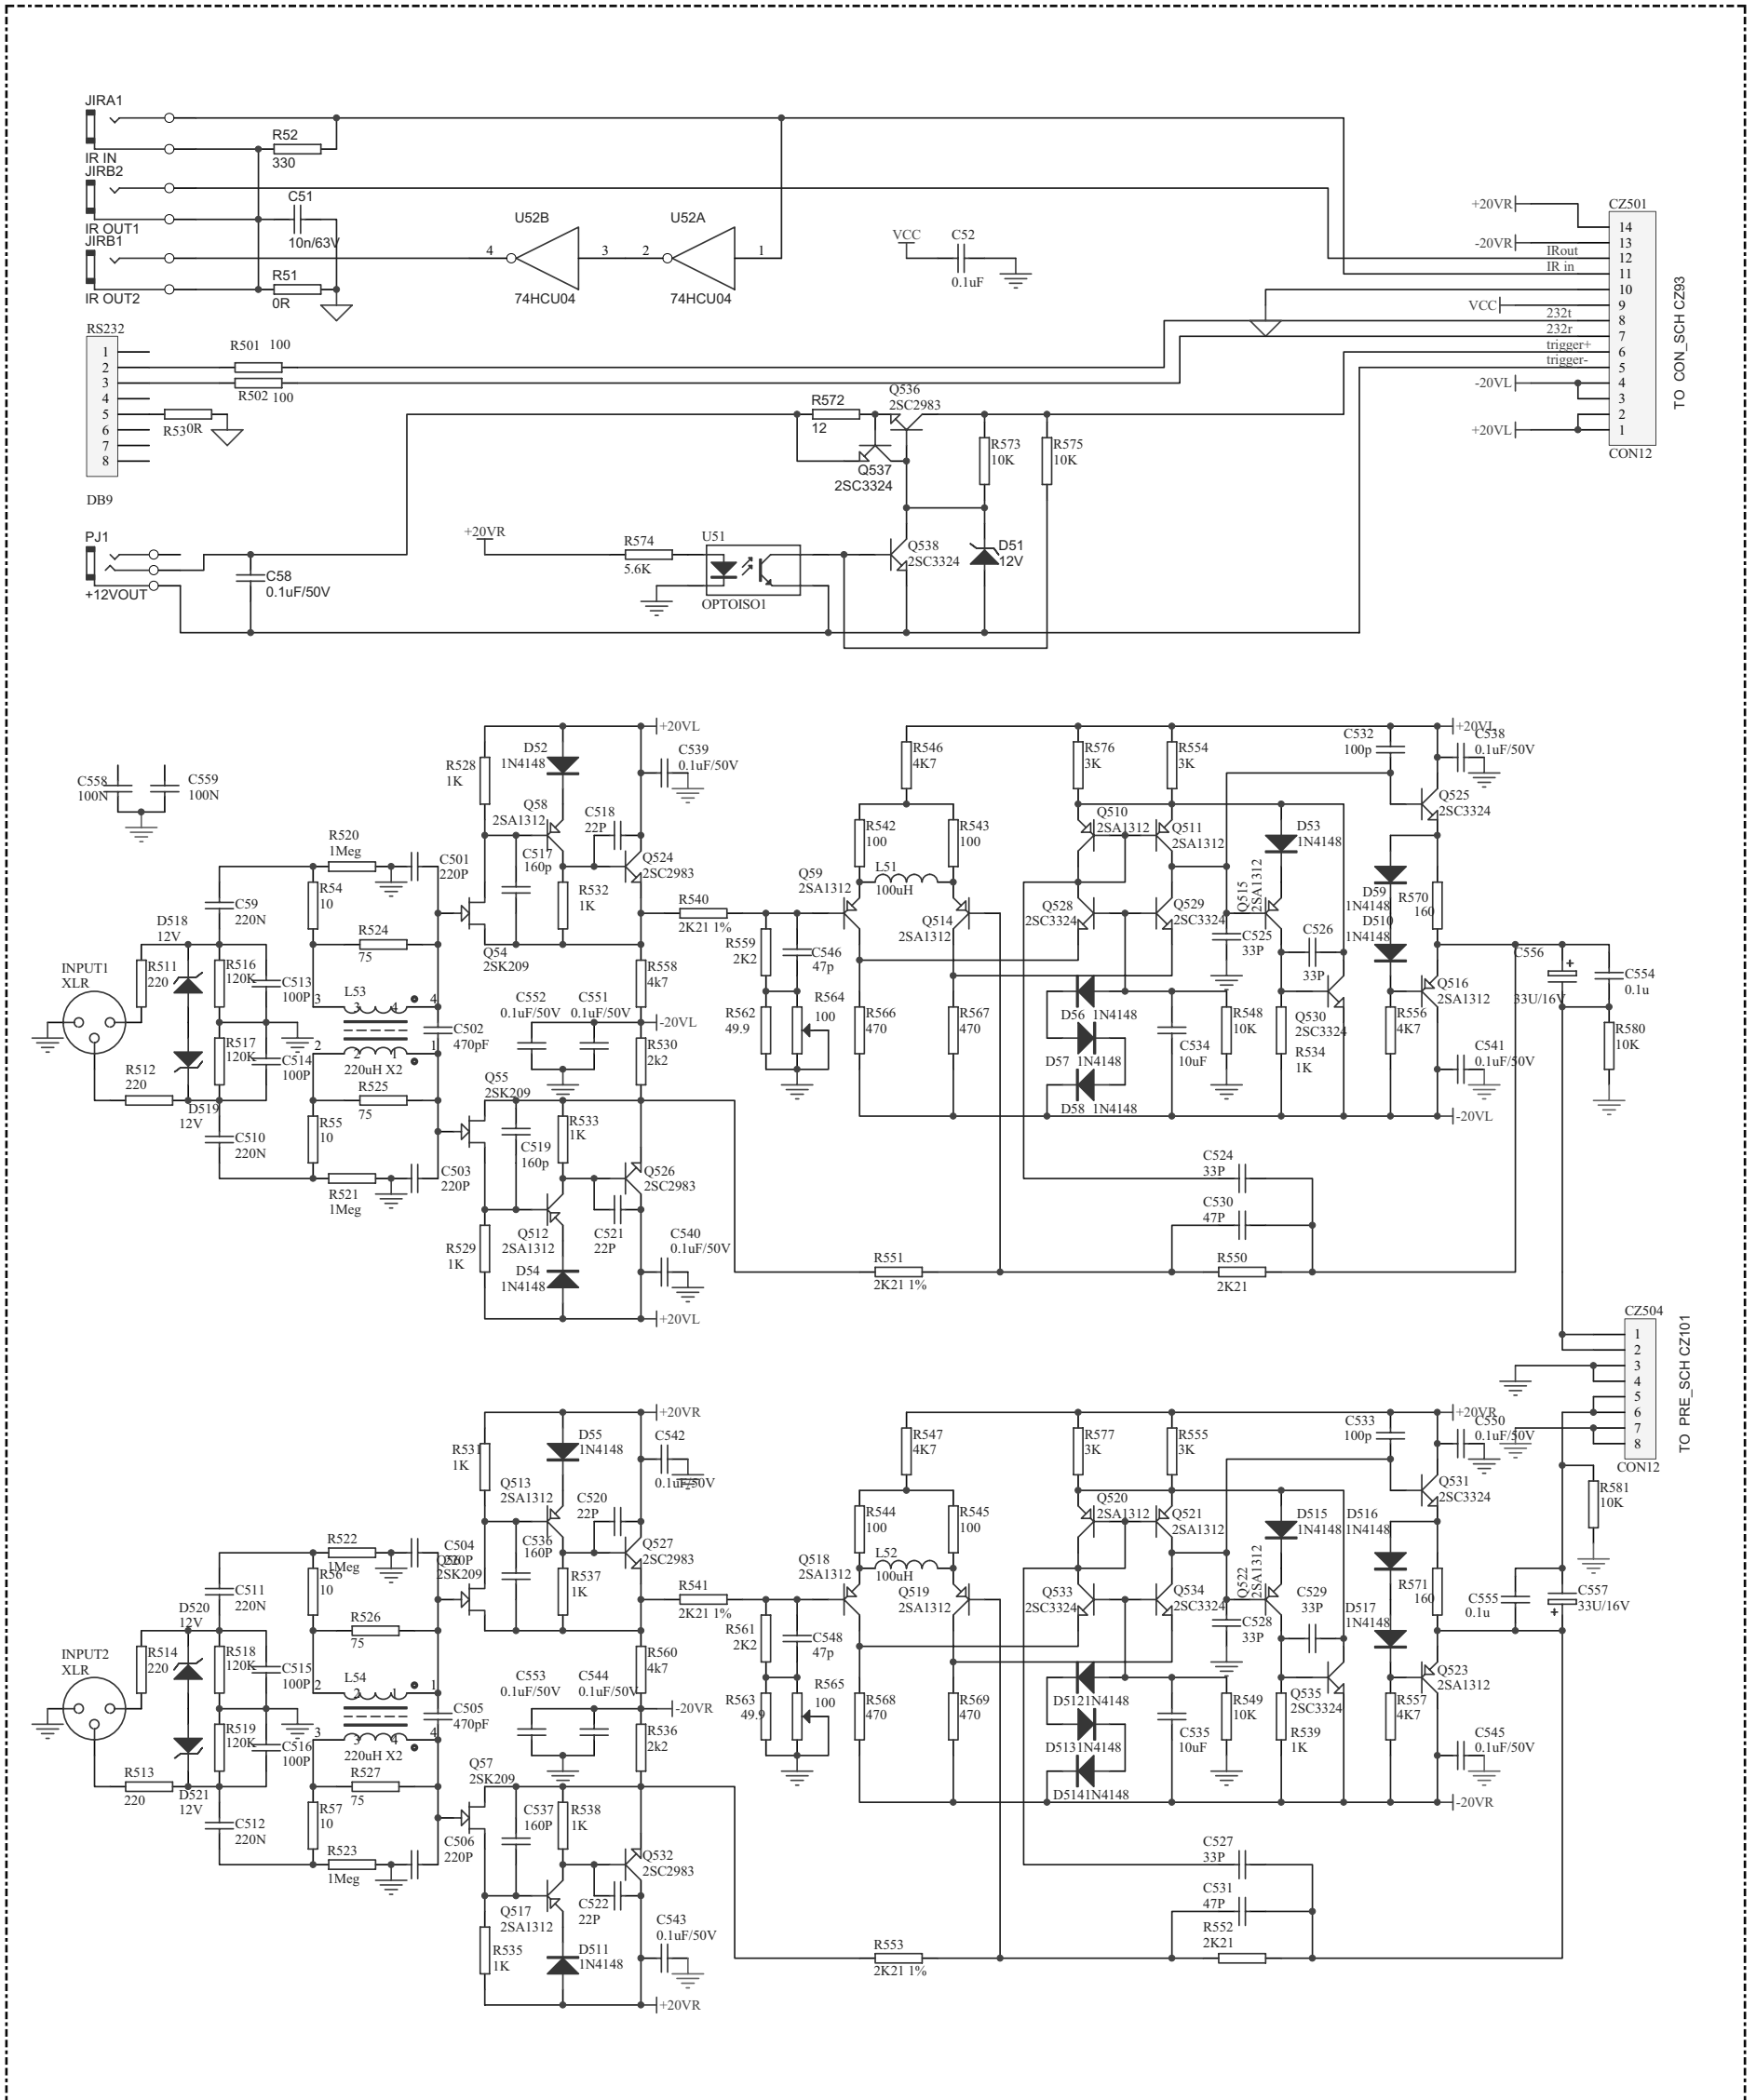 JIRA1
R52
330
IR IN
JIRB2
C51
10n/63V
IR OUT1
JIRB1
R51
0R
IR OUT2
U52B
4
3
74HCU04
U52A
2
1
74HCU04
VCC
C52
0.1uF
+20VR
-20VR
IRout
IR in
VCC
232t
232r
trigger+
trigger-
-20VL
+20VL
CZ501
14
13
12
11
10
9
8
7
6
5
4
3
2
1
CON12
TO CON_SCH CZ93
RS232
1
2
3
4
5
6
7
8
DB9
R501 100
R502 100
R53 0R
PJ1
+12VOUT
C58
0.1uF/50V
+20VR
R574
5.6K
U51
OPTOISO1
R572
12
Q536
2SC2983
Q537
2SC3324
Q538
2SC3324
R573
10K
R575
10K
D51
12V
C558
100N
C559
100N
INPUT1
XLR
R511
220
R512
220
D518
12V
D519
12V
C59
220N
C510
220N
R516
120K
R517
120K
C513
100P
C514
100P
R520
1Meg
R54
10
R524
75
L53
3 3 4 4
2 2 1 1
220uH X2
R525
75
R55
10
R521
1Meg
C501
220P
C502
470pF
C503
220P
Q54
2SK209
Q55
2SK209
R528
1K
D52
1N4148
Q58
2SA1312
C517
160p
C518
22P
R532
1K
Q524
2SC2983
+20VL
C539
0.1uF/50V
R540
2K21 1%
R558
4k7
-20VL
R530
2k2
C552
0.1uF/50V
C551
0.1uF/50V
R533
1K
C519
160p
Q512
2SA1312
C521
22P
Q526
2SC2983
R529
1K
D54
1N4148
C540
0.1uF/50V
+20VL
R559
2K2
C546
47p
R562
49.9
R564
100
R546
4K7
R542
100
R543
100
L51
100uH
Q59
2SA1312
Q514
2SA1312
R566
470
R567
470
R576
3K
R554
3K
Q510
2SA1312
Q511
2SA1312
Q528
2SC3324
Q529
2SC3324
D56 1N4148
D57 1N4148
D58 1N4148
C534
10uF
R548
10K
C525
33P
Q515
2SA1312
D53
1N4148
C526
33P
Q530
2SC3324
R534
1K
C532
100p
+20VL
C538
0.1uF/50V
Q525
2SC3324
D59
1N4148
D510
1N4148
R570
160
Q516
2SA1312
R556
4K7
C541
0.1uF/50V
-20VL
C556
33U/16V
C554
0.1u
R580
10K
C524
33P
C530
47P
R551
2K21 1%
R550
2K21
CZ504
1
2
3
4
5
6
7
8
CON12
TO PRE_SCH CZ101
INPUT2
XLR
R514
220
R513
220
D520
12V
D521
12V
C511
220N
C512
220N
R518
120K
R519
120K
C515
100P
C516
100P
R522
1Meg
R56
10
R526
75
L54
2 2 1 1
3 3 4 4
220uH X2
R527
75
R57
10
R523
1Meg
C504
220P
Q56
2SK209
C505
470pF
C506
220P
Q57
2SK209
R531
1K
D55
1N4148
Q513
2SA1312
C536
160P
C520
22P
R537
1K
Q527
2SC2983
+20VR
C542
0.1uF/50V
R541
2K21 1%
R560
4k7
-20VR
R536
2k2
C553
0.1uF/50V
C544
0.1uF/50V
C537
160P
R538
1K
Q532
2SC2983
Q517
2SA1312
C522
22P
R535
1K
D511
1N4148
C543
0.1uF/50V
+20VR
R561
2K2
C548
47p
R563
49.9
R565
100
R547
4K7
R544
100
R545
100
L52
100uH
Q518
2SA1312
Q519
2SA1312
R568
470
R569
470
R577
3K
R555
3K
Q520
2SA1312
Q521
2SA1312
Q533
2SC3324
Q534
2SC3324
D512 1N4148
D513 1N4148
D514 1N4148
C535
10uF
R549
10K
C528
33P
Q522
2SA1312
D515
1N4148
D516
1N4148
C529
33P
D517
1N4148
Q535
2SC3324
R539
1K
C533
100p
+20VR
C550
0.1uF/50V
Q531
2SC3324
R571
160
Q523
2SA1312
R557
4K7
C545
0.1uF/50V
-20VR
R581
10K
C555
0.1u
C557
33U/16V
C527
33P
C531
47P
R553
2K21 1%
R552
2K21